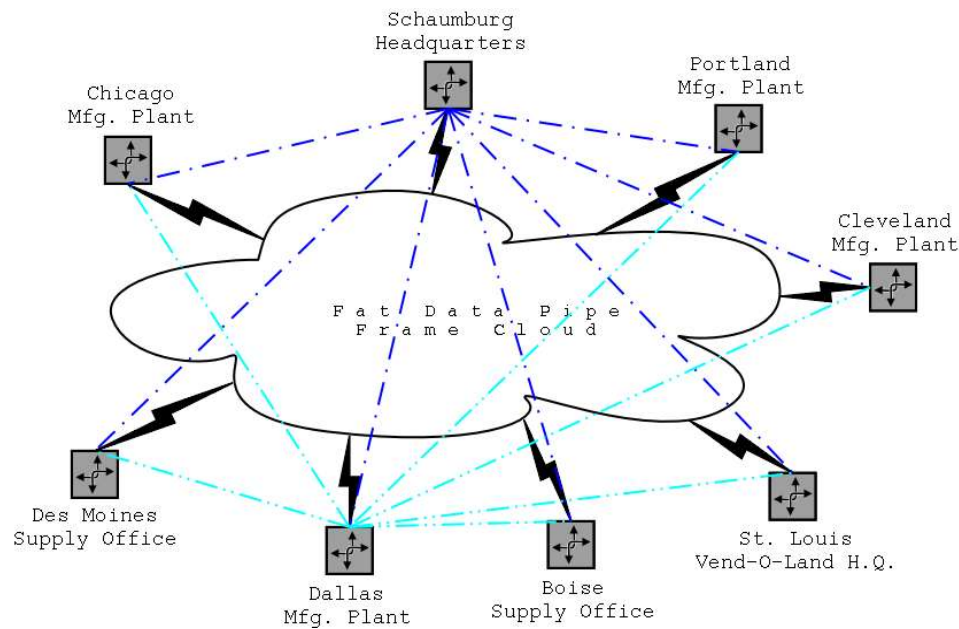 Schaumburg
Headquarters
Portland
Mfg. Plant
Chicago
Mfg. Plant
Cleveland
Mfg. Plant
Fat Data Pipe
Frame Cloud
Des Moines
Supply Office
Dallas
Mfg. Plant
Boise
Supply Office
St. Louis
Vend-O-Land H.Q.